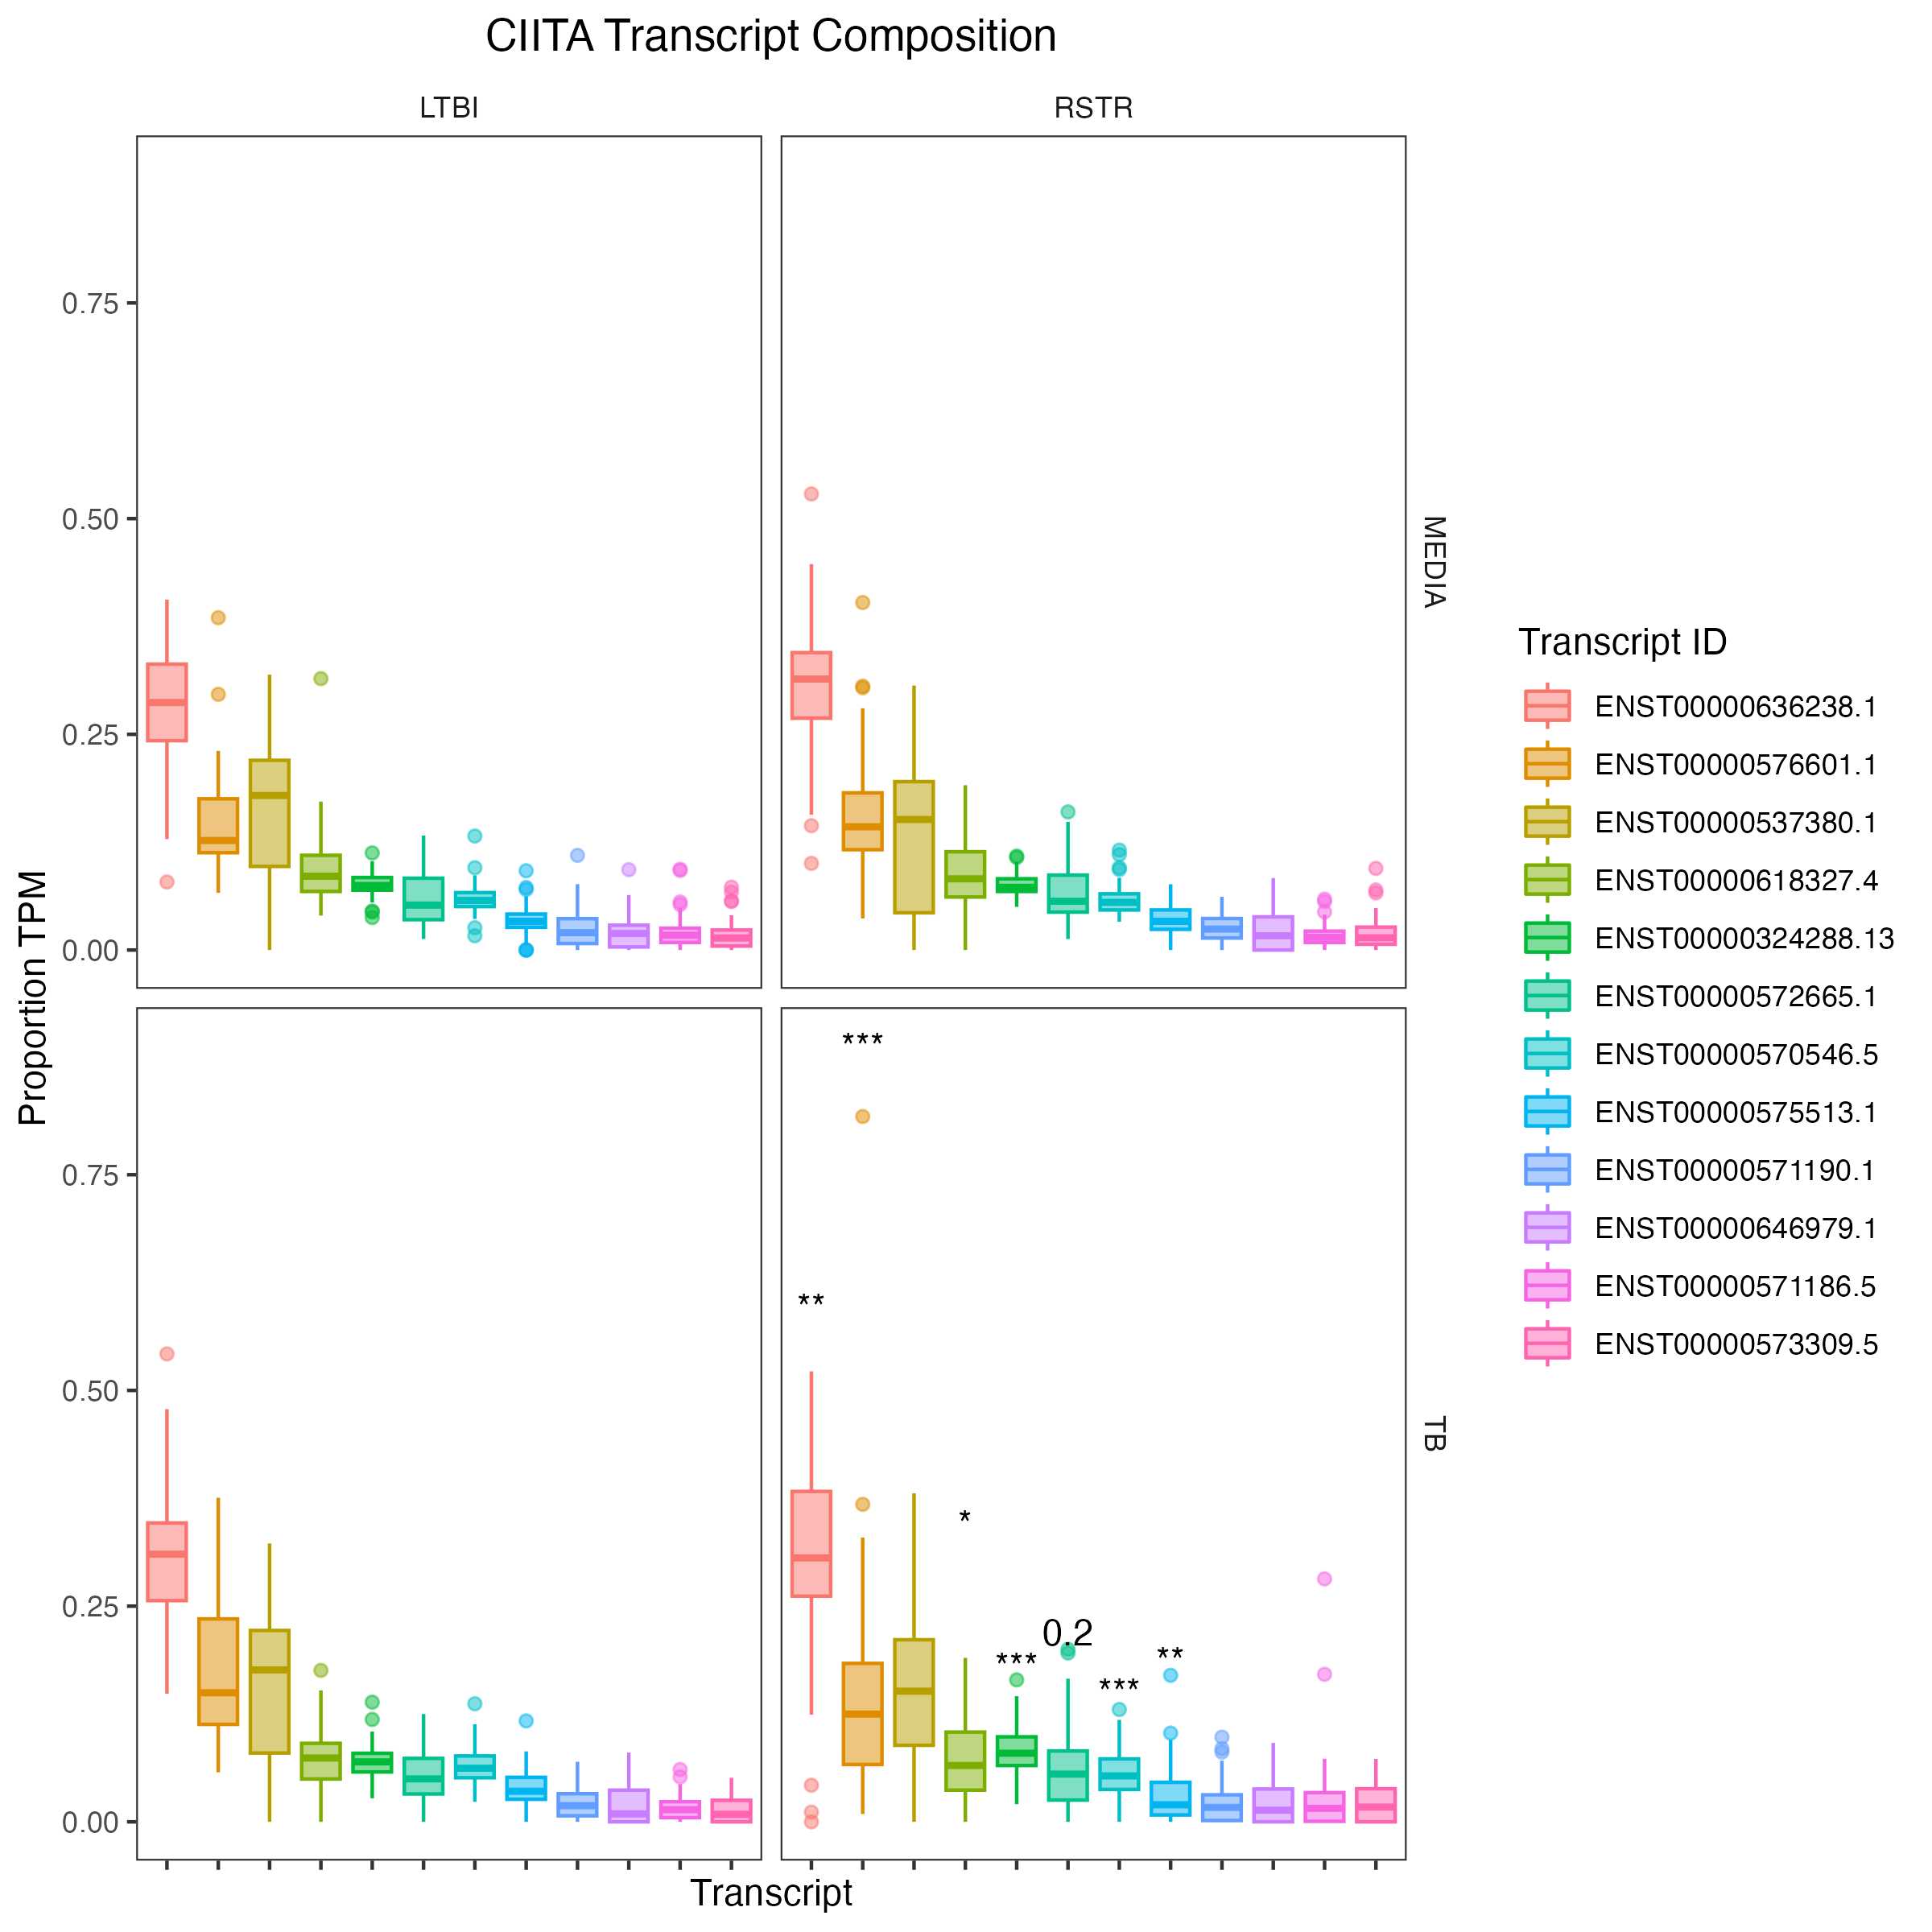 CIITA Transcript Composition
LTBI
RSTR
0.75
0.50
0.25
0.00
MEDIA
Proportion TPM
***
0.75
**
0.50
*
0.25
0.2
***
***
**
0.00
TB
Transcript
Transcript ID
ENST00000636238.1
ENST00000576601.1
ENST00000537380.1
ENST00000618327.4
ENST00000324288.13
ENST00000572665.1
ENST00000570546.5
ENST00000575513.1
ENST00000571190.1
ENST00000646979.1
ENST00000571186.5
ENST00000573309.5